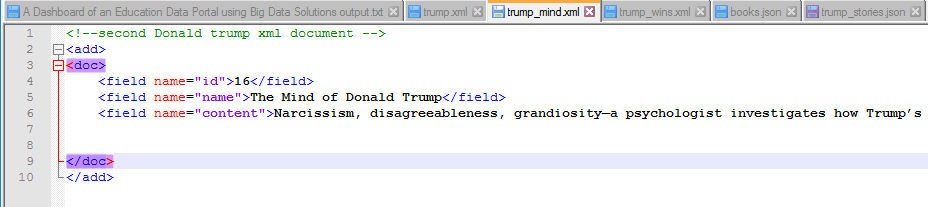 A Dashboard of an Education Data Portal using Big Data Solutions output.txt trump.xml trump_mind.xml trump_wins.xml books.json trump_stories.json
1 <!--second Donald trump xml document -->
2 <add>
3 <doc>
4 <field name="id">16</field>
5 <field name="name">The Mind of Donald Trump</field>
6 <field name="content">Narcissism, disagreeableness, grandiosity—a psychologist investigates how Trump’s
7
8
9 </doc>
10 </add>